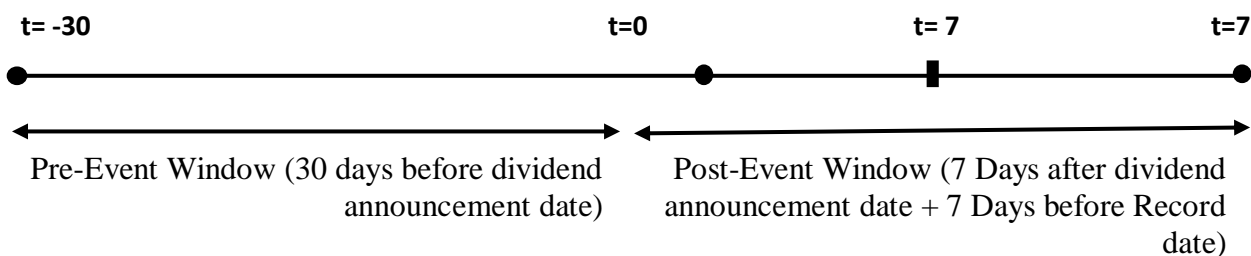 t= -30 t=0 t= 7 t=7
Pre-Event Window (30 days before dividend
announcement date)
Post-Event Window (7 Days after dividend
announcement date + 7 Days before Record
date)